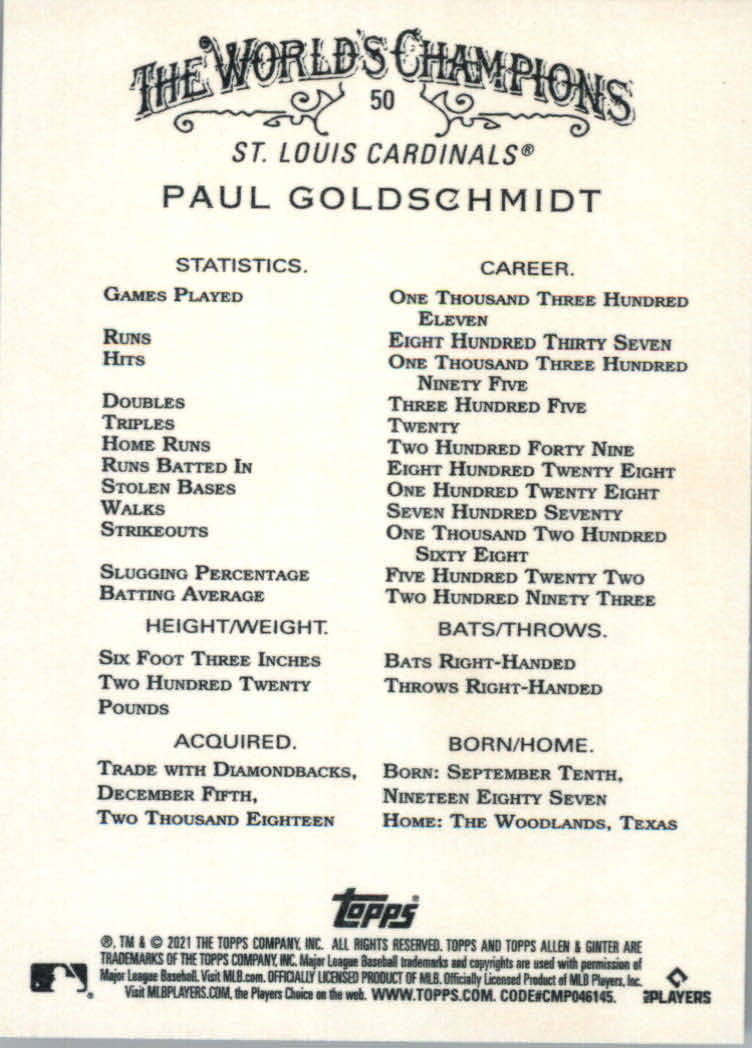 THE WORLD'S CHAMPIONS
50
ST. LOUIS CARDINALS®
PAUL GOLDSCHMIDT
STATISTICS. CAREER.
GAMES PLAYED ONE THOUSAND THREE HUNDRED
ELEVEN
RUNS EIGHT HUNDRED THIRTY SEVEN
HITS ONE THOUSAND THREE HUNDRED
NINETY FIVE
DOUBLES THREE HUNDRED FIVE
TRIPLES TWENTY
HOME RUNS TWO HUNDRED FORTY NINE
RUNS BATTED IN EIGHT HUNDRED TWENTY EIGHT
STOLEN BASES ONE HUNDRED TWENTY EIGHT
WALKS SEVEN HUNDRED SEVENTY
STRIKEOUTS ONE THOUSAND TWO HUNDRED
SIXTY EIGHT
SLUGGING PERCENTAGE FIVE HUNDRED TWENTY TWO
BATTING AVERAGE TWO HUNDRED NINETY THREE
HEIGHT/WEIGHT. BATS/THROWS.
SIX FOOT THREE INCHES BATS RIGHT-HANDED
TWO HUNDRED TWENTY THROWS RIGHT-HANDED
POUNDS
ACQUIRED. BORN/HOME.
TRADE WITH DIAMONDBACKS, BORN: SEPTEMBER TENTH,
DECEMBER FIFTH, NINETEEN EIGHTY SEVEN
TWO THOUSAND EIGHTEEN HOME: THE WOODLANDS, TEXAS
Topps®
®, TM & © 2021 THE TOPPS COMPANY, INC. ALL RIGHTS RESERVED. TOPPS AND TOPPS ALLEN & GINTER ARE
TRADEMARKS OF THE TOPPS COMPANY, INC. Major League Baseball trademarks and copyrights are used with permission of
Major League Baseball. Visit MLB.com. OFFICIALLY LICENSED PRODUCT OF MLB. Officially Licensed Product of MLB Players, Inc.
Visit MLBPLAYERS.COM, the Players Choice on the web. WWW.TOPPS.COM. CODE#CMP046145.
PLAYERS